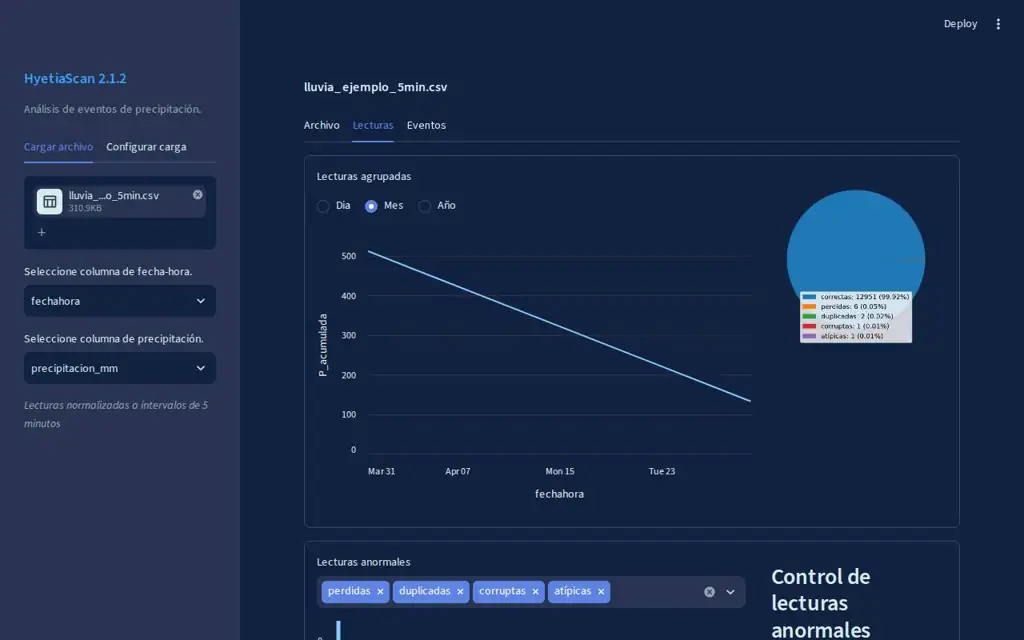 Deploy
HyetiaScan 2.1.2
Análisis de eventos de precipitación.
Cargar archivo Configurar carga
lluvia_...o_5min.csv
310.9KB
Seleccione columna de fecha-hora.
fechahora
Seleccione columna de precipitación.
precipitacion_mm
Lecturas normalizadas a intervalos de 5
minutos
lluvia_ejemplo_5min.csv
Archivo Lecturas Eventos
Lecturas agrupadas
Dia Mes Año
P_acumulada
500
400
300
200
100
0
Mar 31 Apr 07 Mon 15 Tue 23
fechahora
correctas: 12951 (99.92%)
perdidas: 6 (0.05%)
duplicadas: 2 (0.02%)
corruptas: 1 (0.01%)
atípicas: 1 (0.01%)
Lecturas anormales
perdidas × duplicadas × corruptas × atípicas ×
Control de
lecturas
anormales